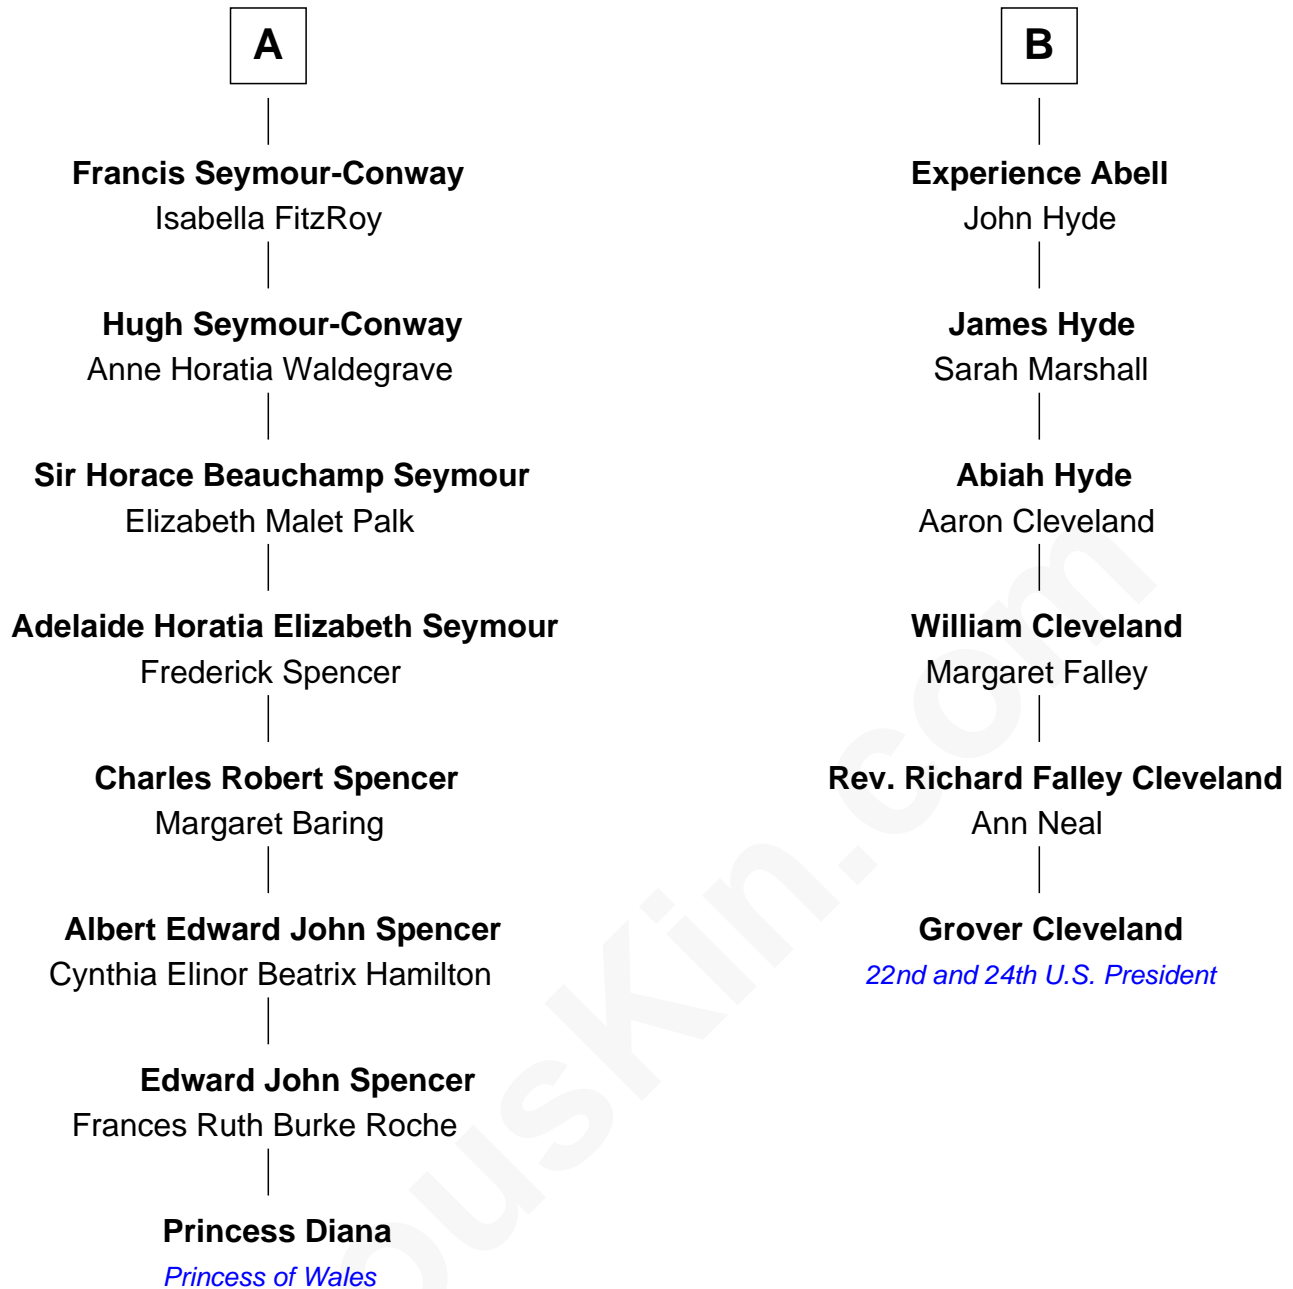 A
Francis Seymour-Conway
Isabella FitzRoy
Hugh Seymour-Conway
Anne Horatia Waldegrave
Sir Horace Beauchamp Seymour
Elizabeth Malet Palk
Adelaide Horatia Elizabeth Seymour
Frederick Spencer
Charles Robert Spencer
Margaret Baring
Albert Edward John Spencer
Cynthia Elinor Beatrix Hamilton
Edward John Spencer
Frances Ruth Burke Roche
Princess Diana
Princess of Wales
B
Experience Abell
John Hyde
James Hyde
Sarah Marshall
Abiah Hyde
Aaron Cleveland
William Cleveland
Margaret Falley
Rev. Richard Falley Cleveland
Ann Neal
Grover Cleveland
22nd and 24th U.S. President
ousKin.com